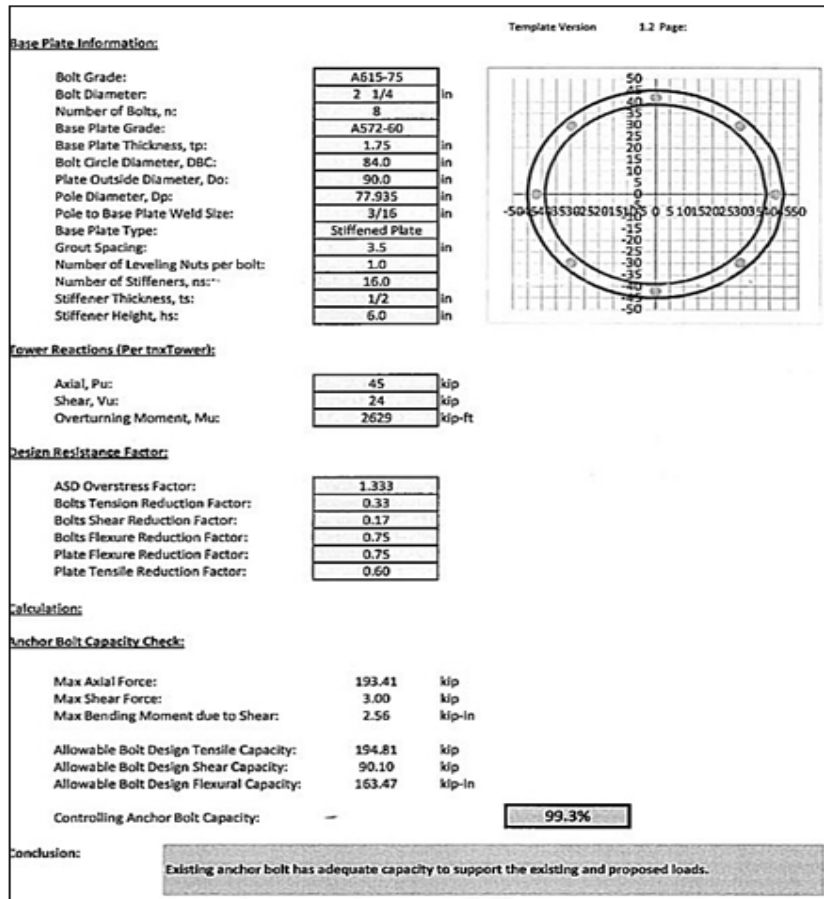 Template Version 1.2 Page:
Base Plate Information:
Bolt Grade: A615-75
Bolt Diameter: 2 1/4 in
Number of Bolts, n: 8
Base Plate Grade: A572-60
Base Plate Thickness, tp: 1.75 in
Bolt Circle Diameter, DBC: 84.0 in
Plate Outside Diameter, Do: 90.0 in
Pole Diameter, Dp: 77.935 in
Pole to Base Plate Weld Size: 3/16 in
Base Plate Type: Stiffened Plate
Grout Spacing: 3.5 in
Number of Leveling Nuts per bolt: 1.0
Number of Stiffeners, ns: 16.0
Stiffener Thickness, ts: 1/2 in
Stiffener Height, hs: 6.0 in
50
45
40
35
30
25
20
15
10
5
-50-45-40-35-30-25-20-15-10-5 0 5 101520253035404550
-5
-10
-15
-20
-25
-30
-35
-40
-45
-50
Tower Reactions (Per tnxTower):
Axial, Pu: 45 kip
Shear, Vu: 24 kip
Overturning Moment, Mu: 2629 kip-ft
Design Resistance Factor:
ASD Overstress Factor: 1.333
Bolts Tension Reduction Factor: 0.33
Bolts Shear Reduction Factor: 0.17
Bolts Flexure Reduction Factor: 0.75
Plate Flexure Reduction Factor: 0.75
Plate Tensile Reduction Factor: 0.60
Calculation:
Anchor Bolt Capacity Check:
Max Axial Force: 193.41 kip
Max Shear Force: 3.00 kip
Max Bending Moment due to Shear: 2.56 kip-in
Allowable Bolt Design Tensile Capacity: 194.81 kip
Allowable Bolt Design Shear Capacity: 90.10 kip
Allowable Bolt Design Flexural Capacity: 163.47 kip-in
Controlling Anchor Bolt Capacity: 99.3%
Conclusion:
Existing anchor bolt has adequate capacity to support the existing and proposed loads.